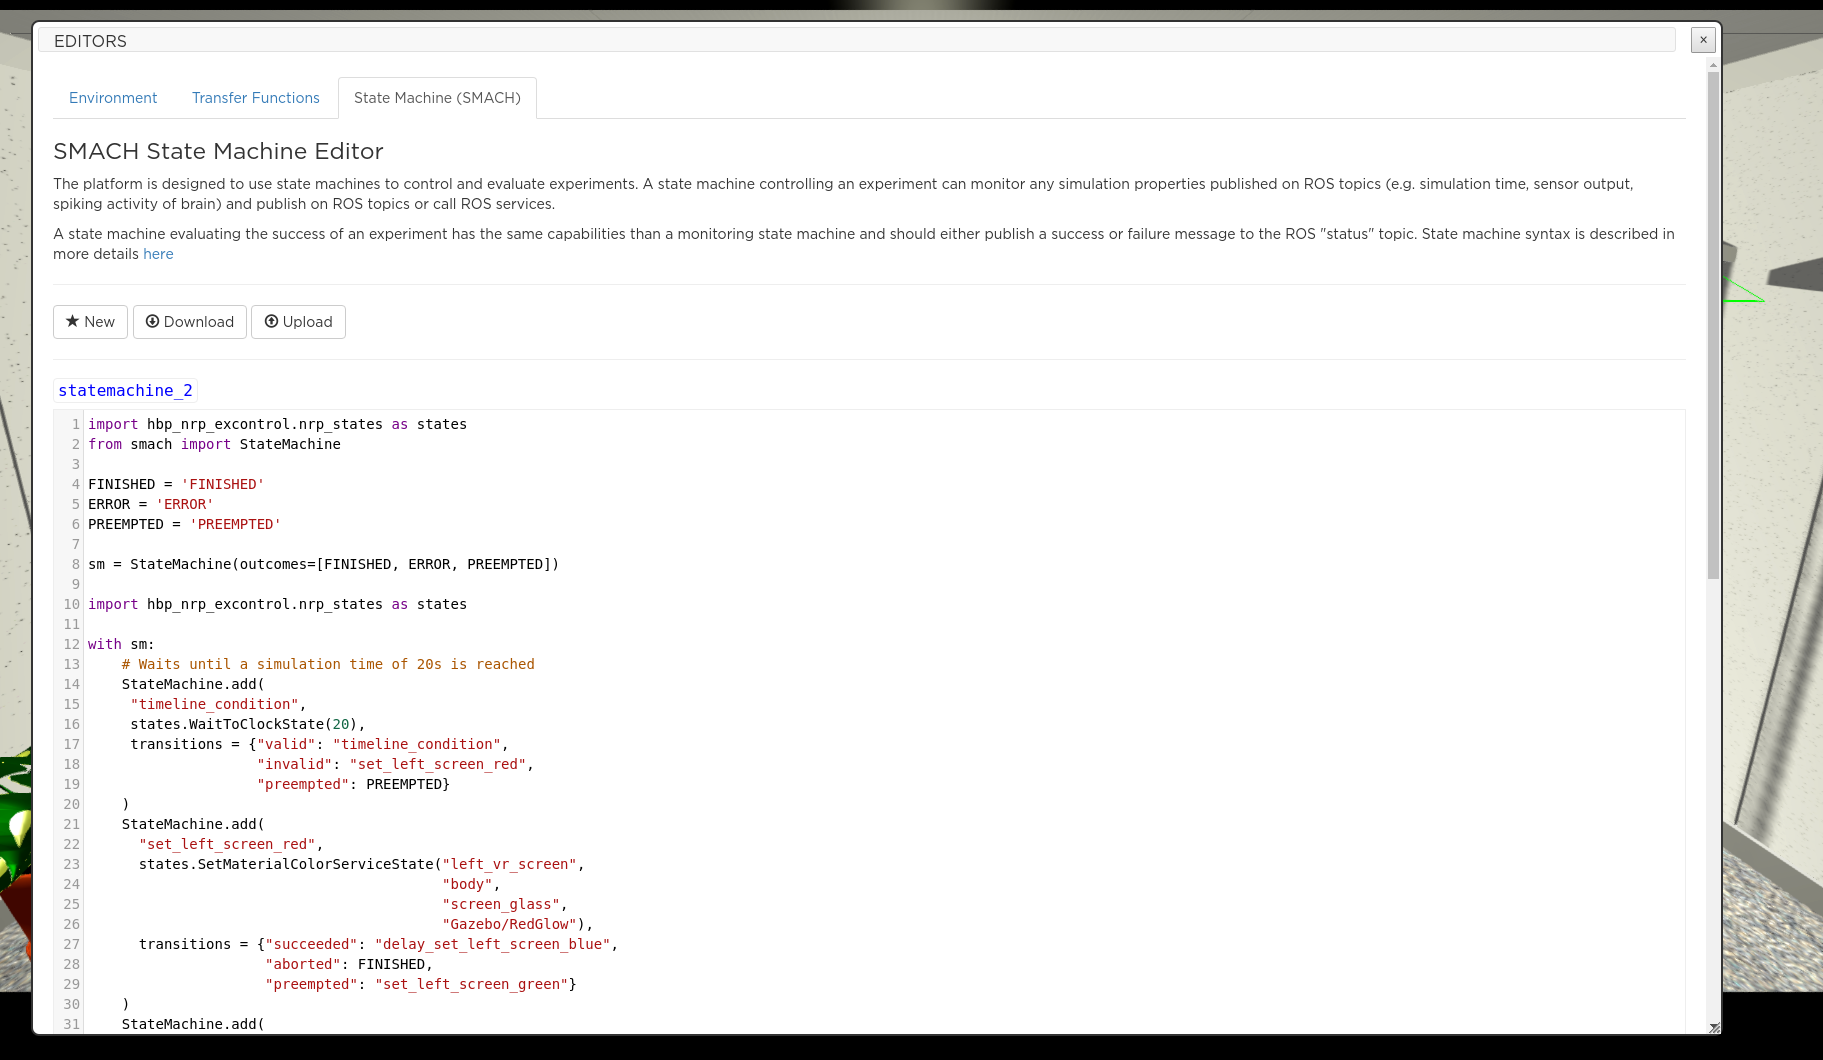 EDITORS
×
Environment Transfer Functions State Machine (SMACH)
SMACH State Machine Editor
The platform is designed to use state machines to control and evaluate experiments. A state machine controlling an experiment can monitor any simulation properties published on ROS topics (e.g. simulation time, sensor output,
spiking activity of brain) and publish on ROS topics or call ROS services.
A state machine evaluating the success of an experiment has the same capabilities than a monitoring state machine and should either publish a success or failure message to the ROS "status" topic. State machine syntax is described in
more details here
New Download Upload
statemachine_2
1 import hbp_nrp_excontrol.nrp_states as states
2 from smach import StateMachine
3
4 FINISHED = 'FINISHED'
5 ERROR = 'ERROR'
6 PREEMPTED = 'PREEMPTED'
7
8 sm = StateMachine(outcomes=[FINISHED, ERROR, PREEMPTED])
9
10 import hbp_nrp_excontrol.nrp_states as states
11
12 with sm:
13     # Waits until a simulation time of 20s is reached
14     StateMachine.add(
15      "timeline_condition",
16      states.WaitToClockState(20),
17      transitions = {"valid": "timeline_condition",
18                     "invalid": "set_left_screen_red",
19                     "preempted": PREEMPTED}
20     )
21     StateMachine.add(
22       "set_left_screen_red",
23       states.SetMaterialColorServiceState("left_vr_screen",
24                                           "body",
25                                           "screen_glass",
26                                           "Gazebo/RedGlow"),
27       transitions = {"succeeded": "delay_set_left_screen_blue",
28                      "aborted": FINISHED,
29                      "preempted": "set_left_screen_green"}
30     )
31     StateMachine.add(